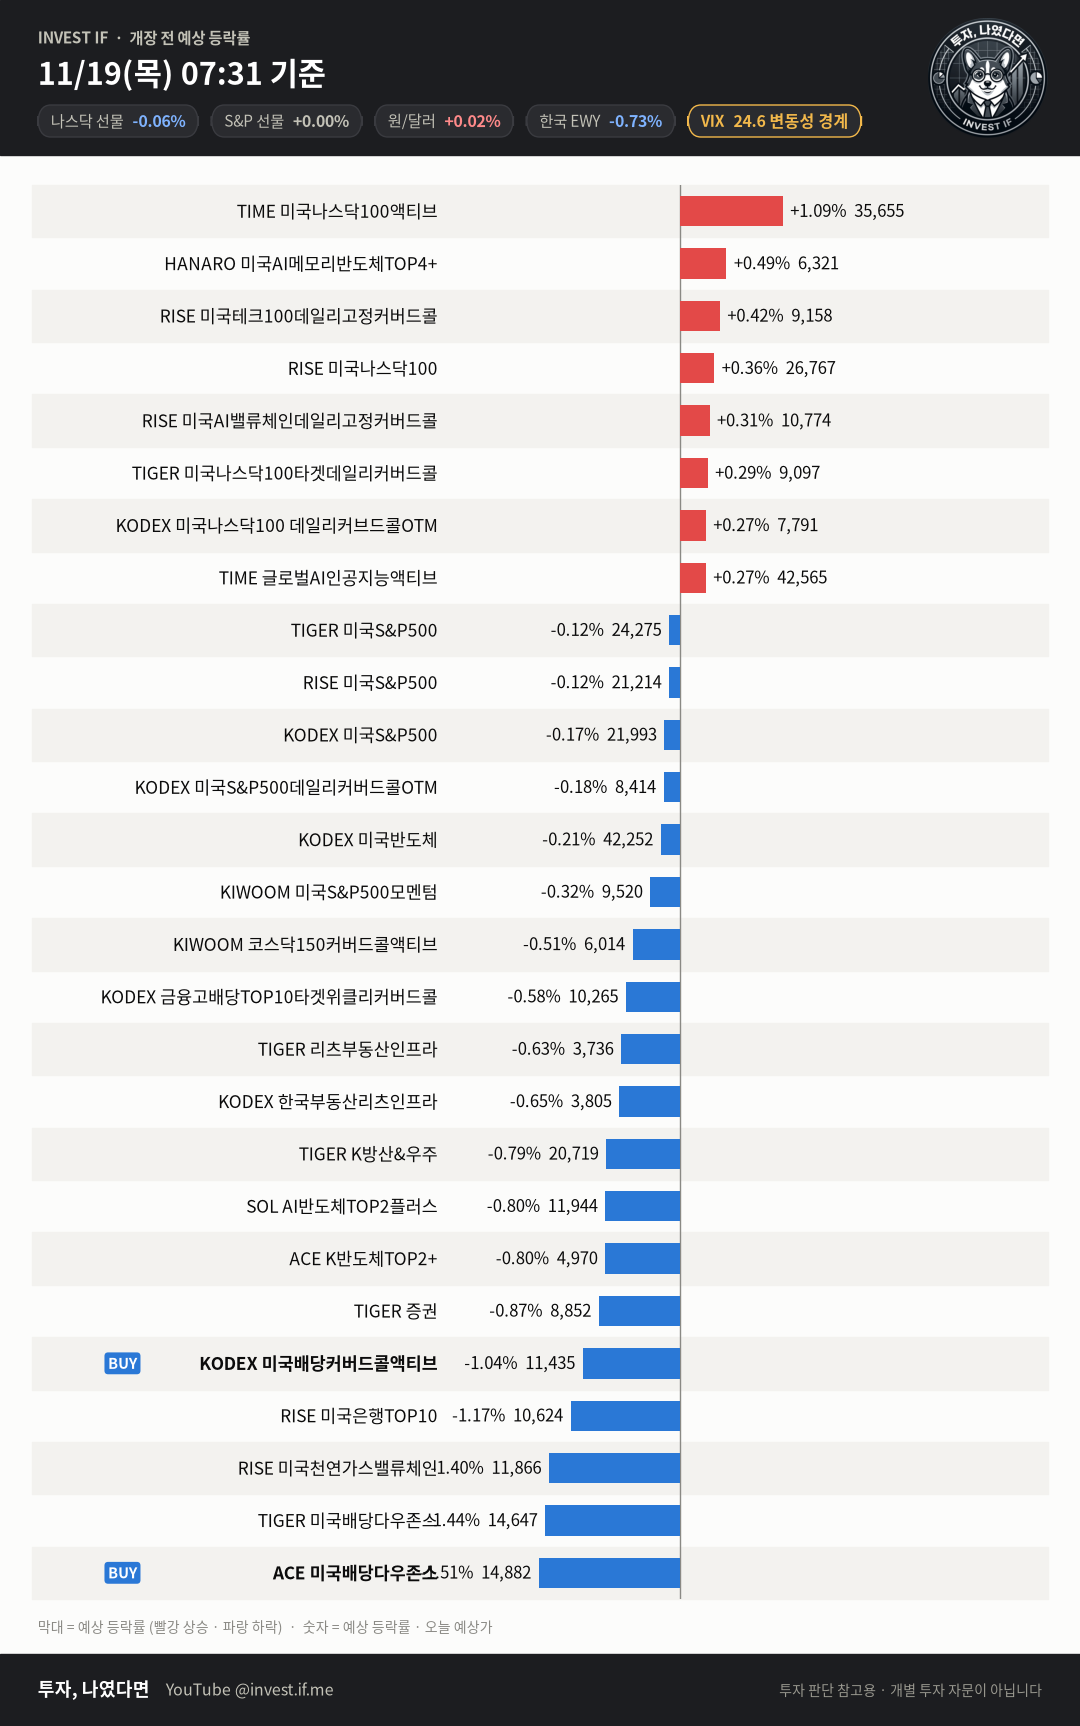 INVEST IF · 개장 전 예상 등락률
11/19(목) 07:31 기준
나스닥 선물 -0.06% S&P 선물 +0.00% 원/달러 +0.02% 한국 EWY -0.73% VIX 24.6 변동성 경계
투자, 나였다면
INVEST IF
TIME 미국나스닥100액티브 +1.09% 35,655
HANARO 미국AI메모리반도체TOP4+ +0.49% 6,321
RISE 미국테크100데일리고정커버드콜 +0.42% 9,158
RISE 미국나스닥100 +0.36% 26,767
RISE 미국AI밸류체인데일리고정커버드콜 +0.31% 10,774
TIGER 미국나스닥100타겟데일리커버드콜 +0.29% 9,097
KODEX 미국나스닥100 데일리커브드콜OTM +0.27% 7,791
TIME 글로벌AI인공지능액티브 +0.27% 42,565
TIGER 미국S&P500 -0.12% 24,275
RISE 미국S&P500 -0.12% 21,214
KODEX 미국S&P500 -0.17% 21,993
KODEX 미국S&P500데일리커버드콜OTM -0.18% 8,414
KODEX 미국반도체 -0.21% 42,252
KIWOOM 미국S&P500모멘텀 -0.32% 9,520
KIWOOM 코스닥150커버드콜액티브 -0.51% 6,014
KODEX 금융고배당TOP10타겟위클리커버드콜 -0.58% 10,265
TIGER 리츠부동산인프라 -0.63% 3,736
KODEX 한국부동산리츠인프라 -0.65% 3,805
TIGER K방산&우주 -0.79% 20,719
SOL AI반도체TOP2플러스 -0.80% 11,944
ACE K반도체TOP2+ -0.80% 4,970
TIGER 증권 -0.87% 8,852
BUY KODEX 미국배당커버드콜액티브 -1.04% 11,435
RISE 미국은행TOP10 -1.17% 10,624
RISE 미국천연가스밸류체인 1.40% 11,866
TIGER 미국배당다우존스 1.44% 14,647
BUY ACE 미국배당다우존스 51% 14,882
막대 = 예상 등락률 (빨강 상승 · 파랑 하락) · 숫자 = 예상 등락률 · 오늘 예상가
투자, 나였다면 YouTube @invest.if.me 투자 판단 참고용 · 개별 투자 자문이 아닙니다